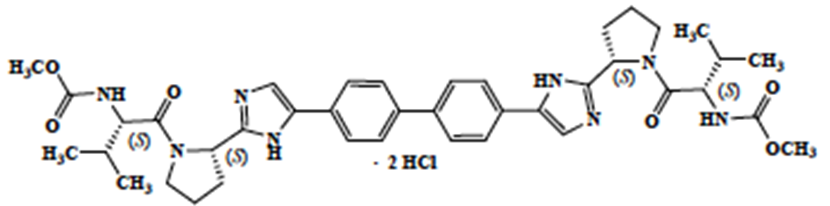 H₃C
H₃CO
NH
O
HN
N
(S)
N
CH₃
O
N
(S)
O
(S)
N
(S)
N
H
N
O
HN
O
H₃C
CH₃
· 2 HCl
OCH₃